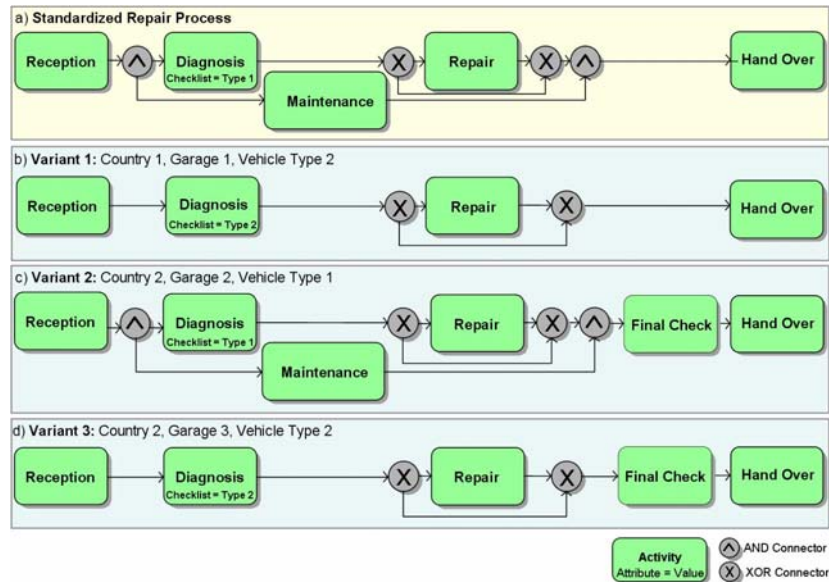 a) Standardized Repair Process
Reception
Diagnosis
Checklist = Type 1
Maintenance
Repair
Hand Over
b) Variant 1: Country 1, Garage 1, Vehicle Type 2
Reception
Diagnosis
Checklist = Type 2
Repair
Hand Over
c) Variant 2: Country 2, Garage 2, Vehicle Type 1
Reception
Diagnosis
Checklist = Type 1
Maintenance
Repair
Final Check
Hand Over
d) Variant 3: Country 2, Garage 3, Vehicle Type 2
Reception
Diagnosis
Checklist = Type 2
Repair
Final Check
Hand Over
Activity
Attribute = Value
AND Connector
XOR Connector